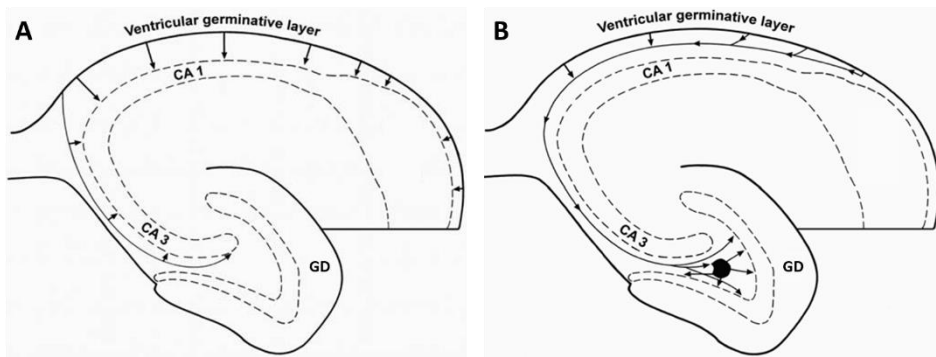 A
Ventricular germinative layer
CA 1
CA 3
GD
B
Ventricular germinative layer
CA 1
CA 3
GD